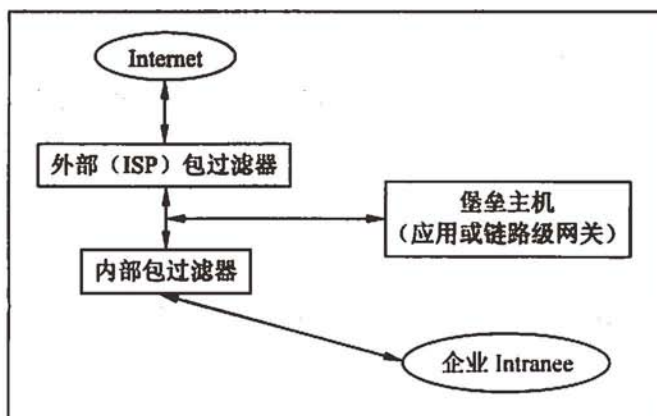 Internet
外部（ISP）包过滤器
堡垒主机
（应用或链路级网关）
内部包过滤器
企业 Intranee